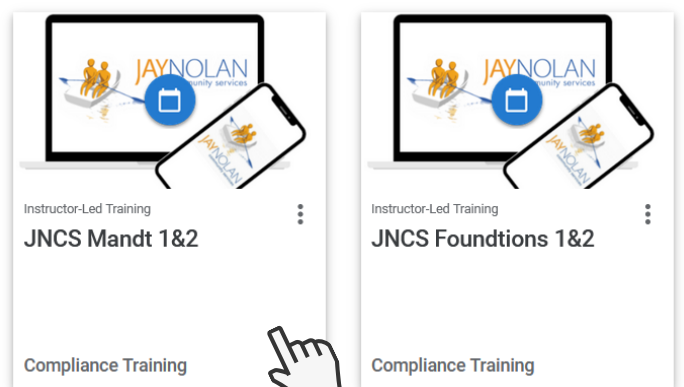 JAYNOLAN
community services
JAYNOLAN
JAYNOLAN
community services
JAYNOLAN
Instructor-Led Training
JNCS Mandt 1&2
Compliance Training
Instructor-Led Training
JNCS Foundtions 1&2
Compliance Training